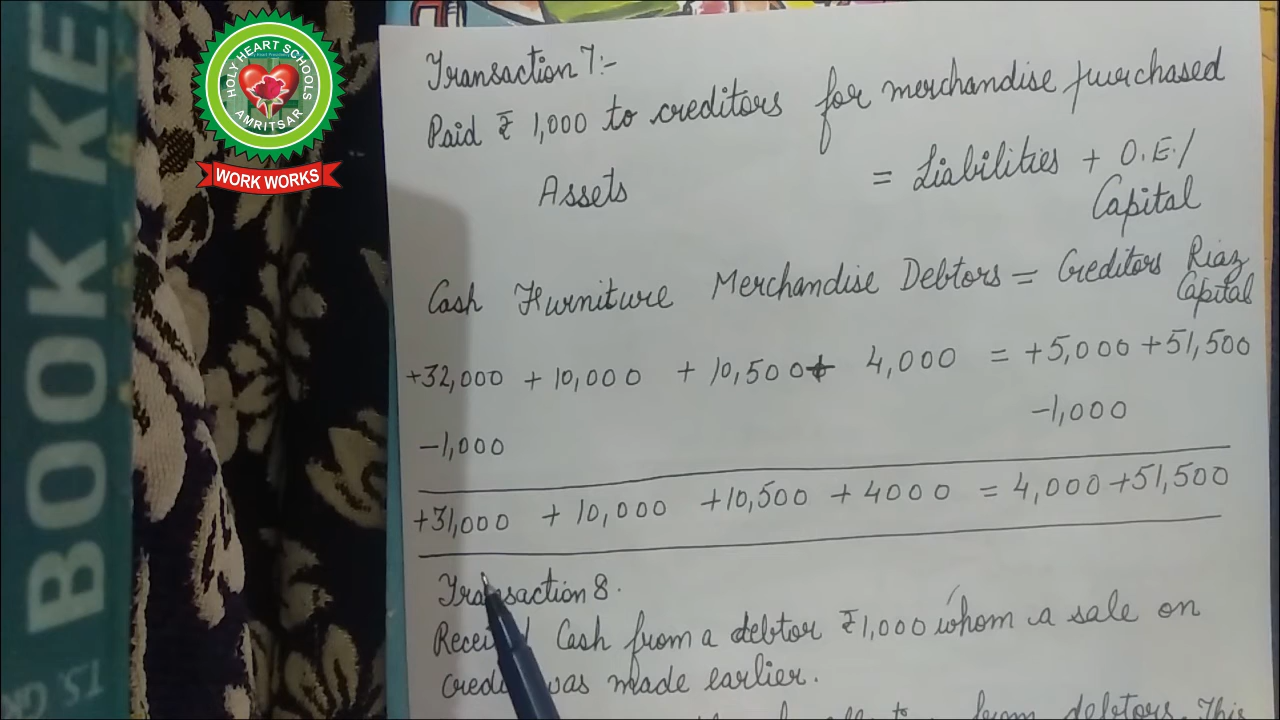 HOLY HEART SCHOOLS
AMRITSAR
WORK WORKS
BOOK KE
Transaction 7:-
Paid ₹ 1,000 to creditors for merchandise purchased
Assets = Liabilities + O.E./
Capital
Cash Furniture Merchandise Debtors = Creditors Riaz
Capital
+32,000 + 10,000 + 10,500 + 4,000 = +5,000 +51,500
-1,000 -1,000
+31,000 + 10,000 +10,500 + 4000 = 4,000 +51,500
Transaction 8.
Cash from a debtor ₹1,000 whom a sale on
was made earlier.
from debtors. This